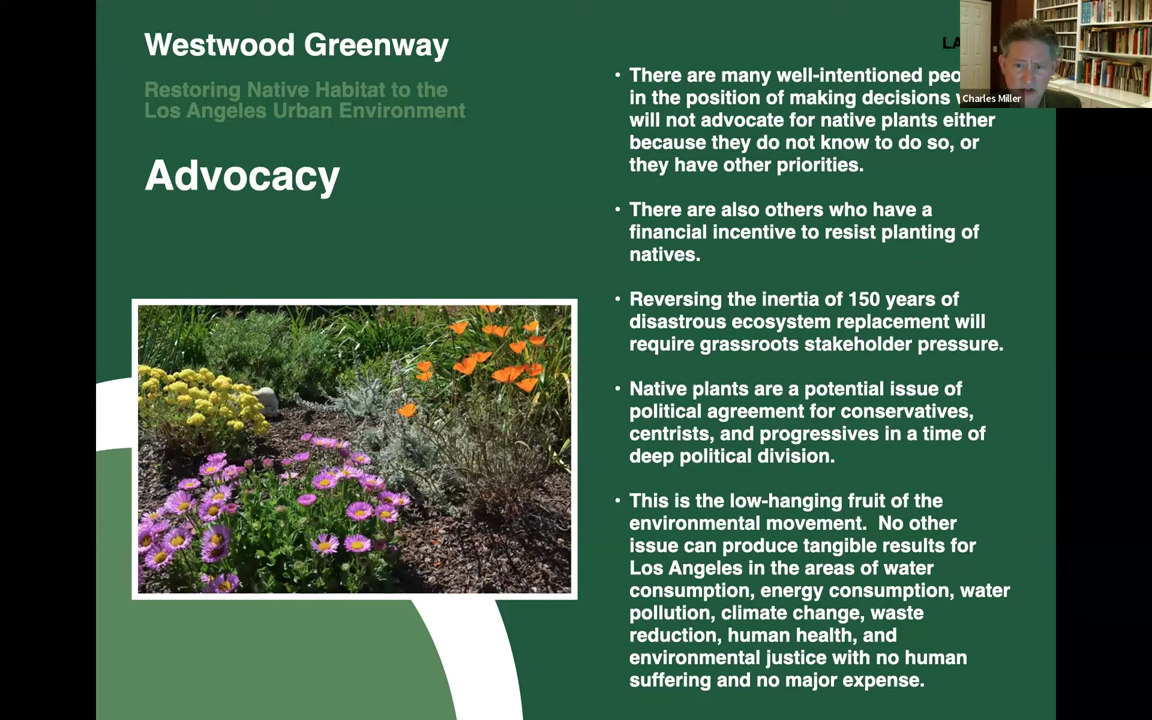 Westwood Greenway
Restoring Native Habitat to the
Los Angeles Urban Environment
Advocacy
LA
Charles Miller
• There are many well-intentioned
in the position of making decisions
will not advocate for native plants either
because they do not know to do so, or
they have other priorities.
• There are also others who have a
financial incentive to resist planting of
natives.
• Reversing the inertia of 150 years of
disastrous ecosystem replacement will
require grassroots stakeholder pressure.
• Native plants are a potential issue of
political agreement for conservatives,
centrists, and progressives in a time of
deep political division.
• This is the low-hanging fruit of the
environmental movement.  No other
issue can produce tangible results for
Los Angeles in the areas of water
consumption, energy consumption, water
pollution, climate change, waste
reduction, human health, and
environmental justice with no human
suffering and no major expense.